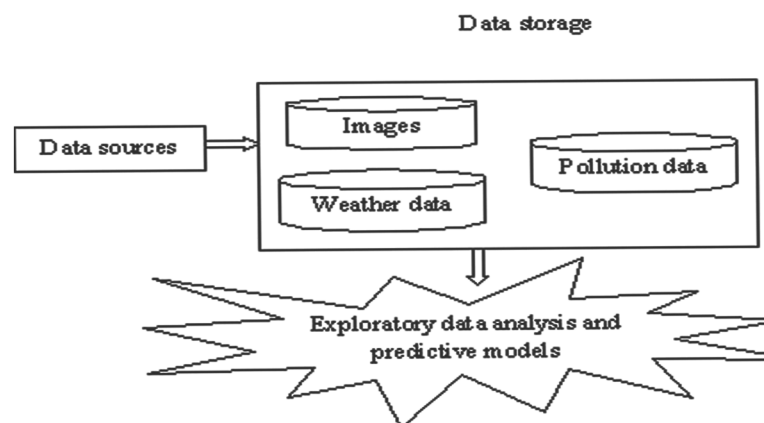 Data storage
Data sources
Images
Weather data
Pollution data
Exploratory data analysis and
predictive models